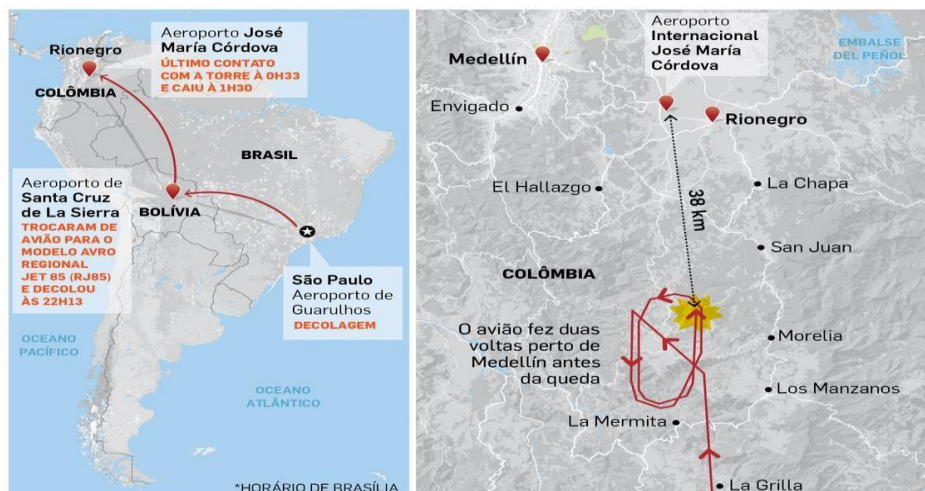 Rionegro
COLÔMBIA
Aeroporto José
María Córdova
ÚLTIMO CONTATO
COM A TORRE À 0H33
E CAIU À 1H30
BRASIL
Aeroporto de
Santa Cruz
de La Sierra
TROCARAM DE
AVIÃO PARA O
MODELO AVRO
REGIONAL
JET 85 (RJ85)
E DECOLOU
ÀS 22H13
BOLÍVIA
São Paulo
Aeroporto de
Guarulhos
DECOLAGEM
OCEANO
PACÍFICO
OCEANO
ATLÂNTICO
*HORÁRIO DE BRASÍLIA
Aeroporto
Internacional
José María
Córdova
EMBALSE
DEL PEÑOL
Medellín
Envigado
Rionegro
El Hallazgo
La Chapa
38 km
San Juan
COLÔMBIA
O avião fez duas
voltas perto de
Medellín antes
da queda
Morelia
Los Manzanos
La Mermita
La Grilla